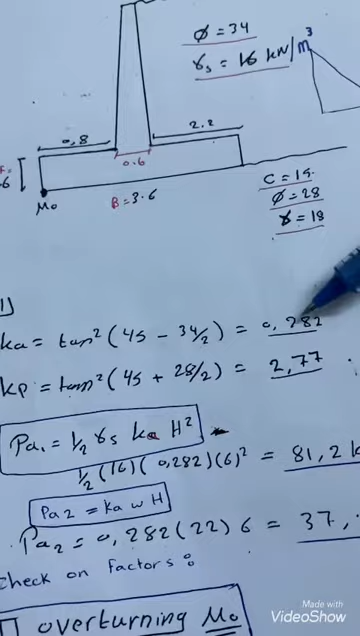 ϕ = 34
γs = 16 kN/m³
0,8
2.2
0.6
6
Mo
B = 3.6
C = 15
ϕ = 28
γ = 18
1)
ka = tan² (45 - 34/2) = 0,282
kp = tan² (45 + 28/2) = 2,77
Pa₁ = 1/2 γs ka H²
1/2 (16) (0,282) (6)² = 81,2 k
Pa2 = ka w H
Pa2 = 0,282 (22) 6 = 37,
check on factors:
overturning Mo
Made with
VideoShow